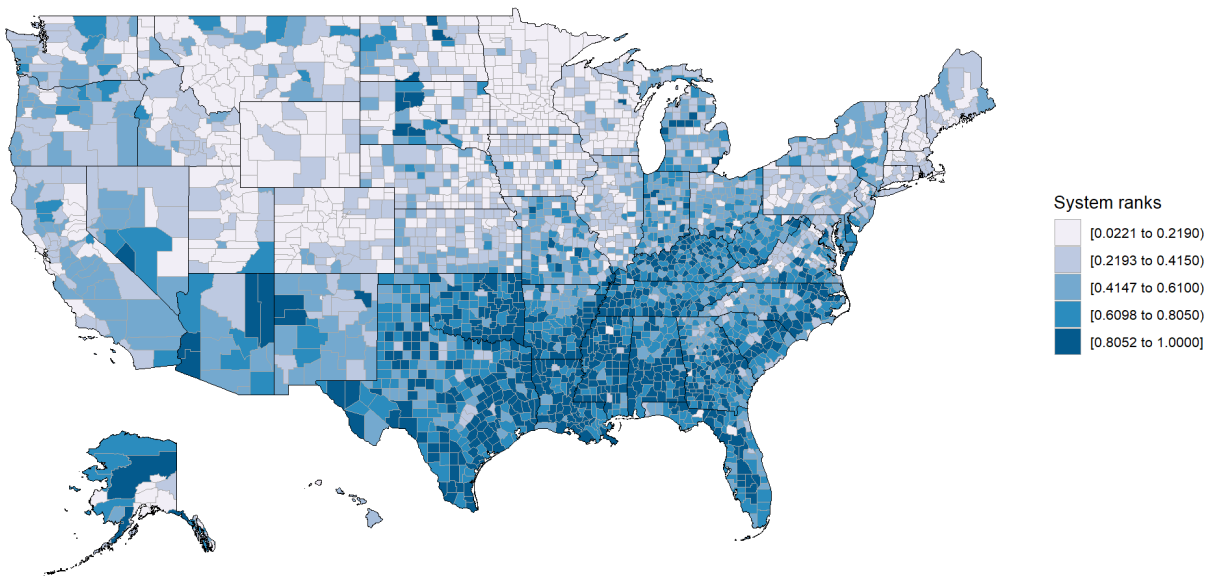 System ranks
[0.0221 to 0.2190)
[0.2193 to 0.4150)
[0.4147 to 0.6100)
[0.6098 to 0.8050)
[0.8052 to 1.0000]